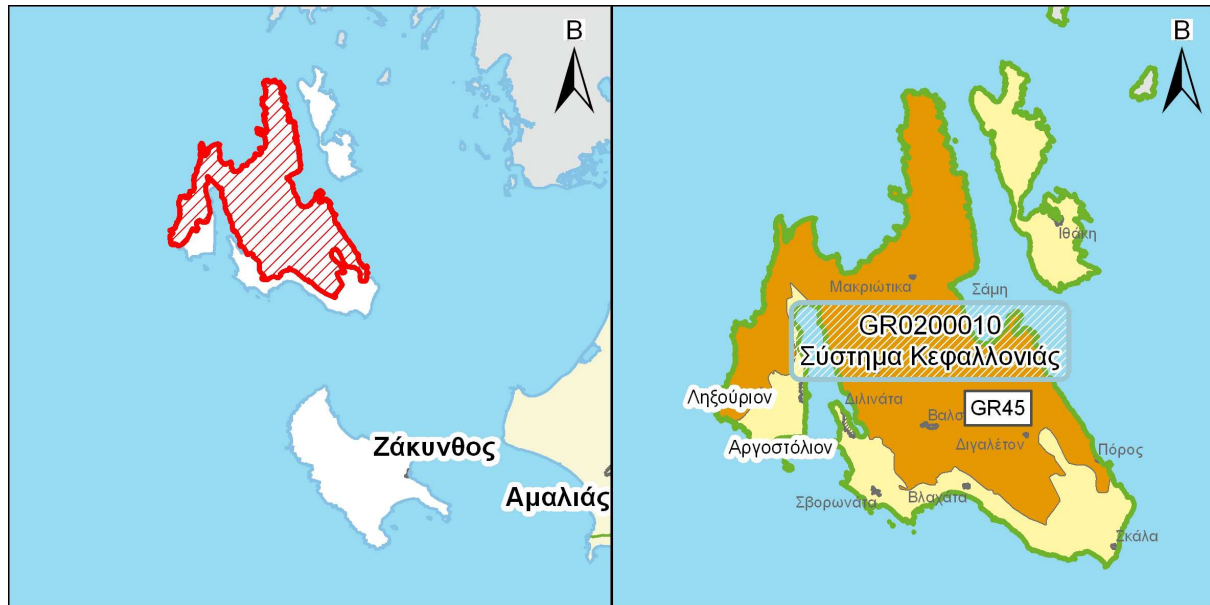 Β
Ζάκυνθος
Αμαλιάς
Β
Ιθάκη
Μακριώτικα
Σάμη
GR0200010
Σύστημα Κεφαλλονιάς
Ληξούριον
Διλινάτα
GR45
Αργοστόλιον
Διγαλέτον
Πόρος
Σβορωνάτα
Βλαχάτα
Σκάλα